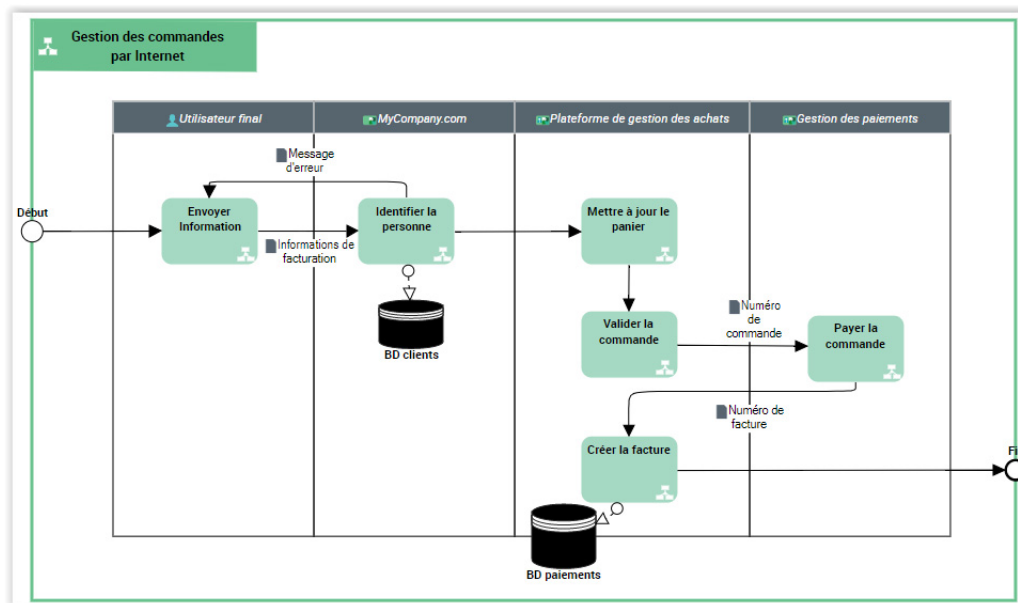 Gestion des commandes
par Internet
Utilisateur final
MyCompany.com
Plateforme de gestion des achats
Gestion des paiements
Message
d'erreur
Début
Envoyer
Information
Informations de
facturation
Identifier la
personne
BD clients
Mettre à jour le
panier
Valider la
commande
Numéro
de
commande
Payer la
commande
Numéro de
facture
Créer la facture
BD paiements